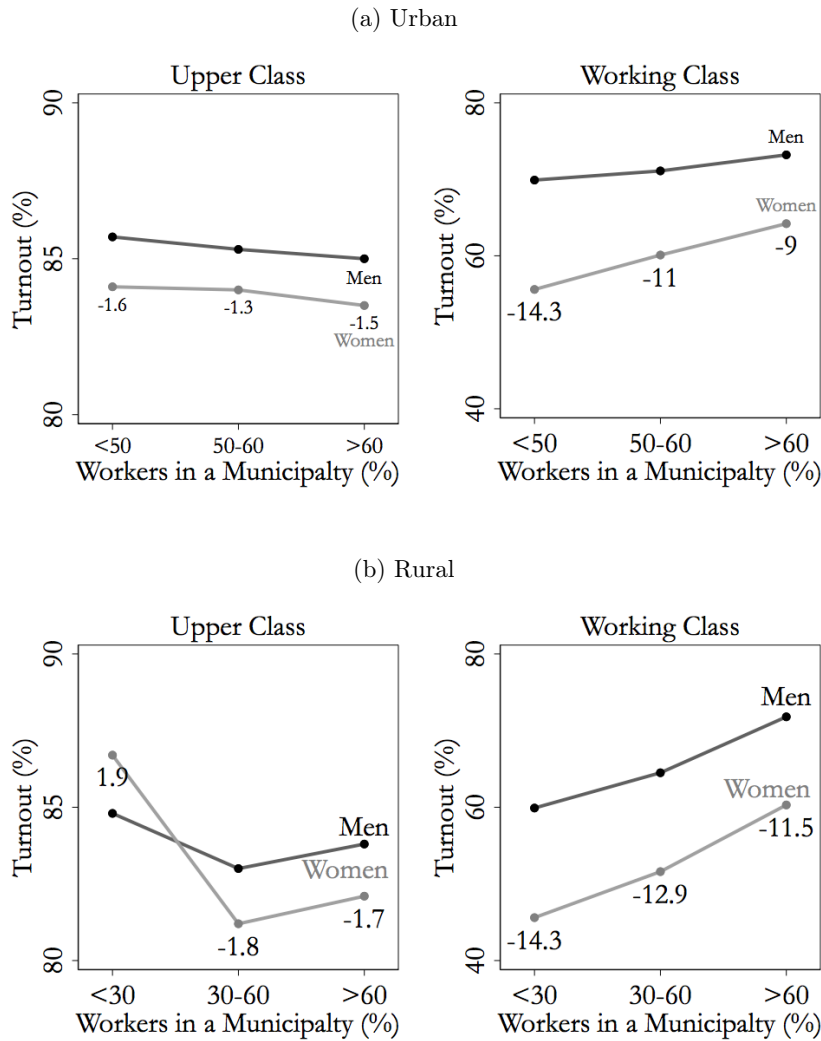 (a) Urban
Upper Class
90
85
80
Turnout (%)
Men
-1.6
-1.3
-1.5
Women
<50
50-60
>60
Workers in a Municipalty (%)
Working Class
80
60
40
Turnout (%)
Men
Women
-9
-11
-14.3
<50
50-60
>60
Workers in a Municipalty (%)
(b) Rural
Upper Class
90
85
80
Turnout (%)
1.9
Men
Women
-1.8
-1.7
<30
30-60
>60
Workers in a Municipalty (%)
Working Class
80
60
40
Turnout (%)
Men
Women
-11.5
-12.9
-14.3
<30
30-60
>60
Workers in a Municipalty (%)